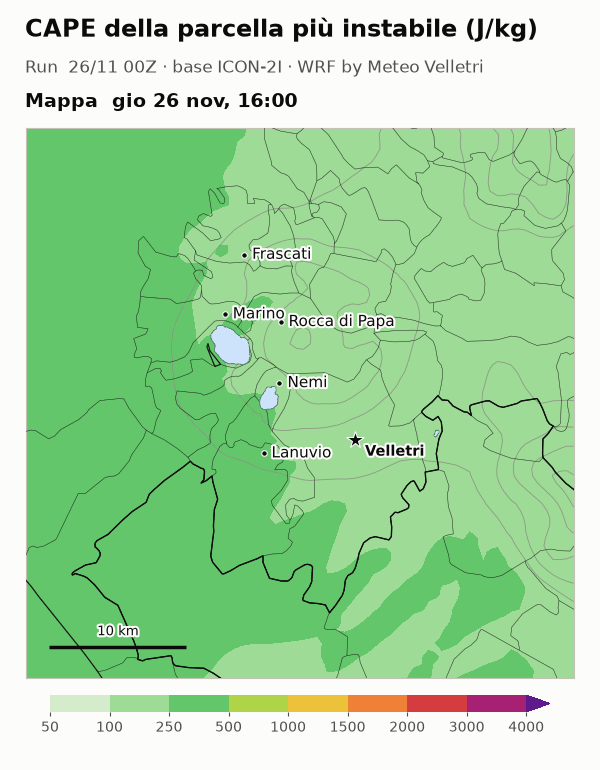 CAPE della parcella più instabile (J/kg)
Run  26/11 00Z · base ICON-2I · WRF by Meteo Velletri
Mappa  gio 26 nov, 16:00
Frascati
Marino
Rocca di Papa
Nemi
Velletri
Lanuvio
10 km
50 100 250 500 1000 1500 2000 3000 4000